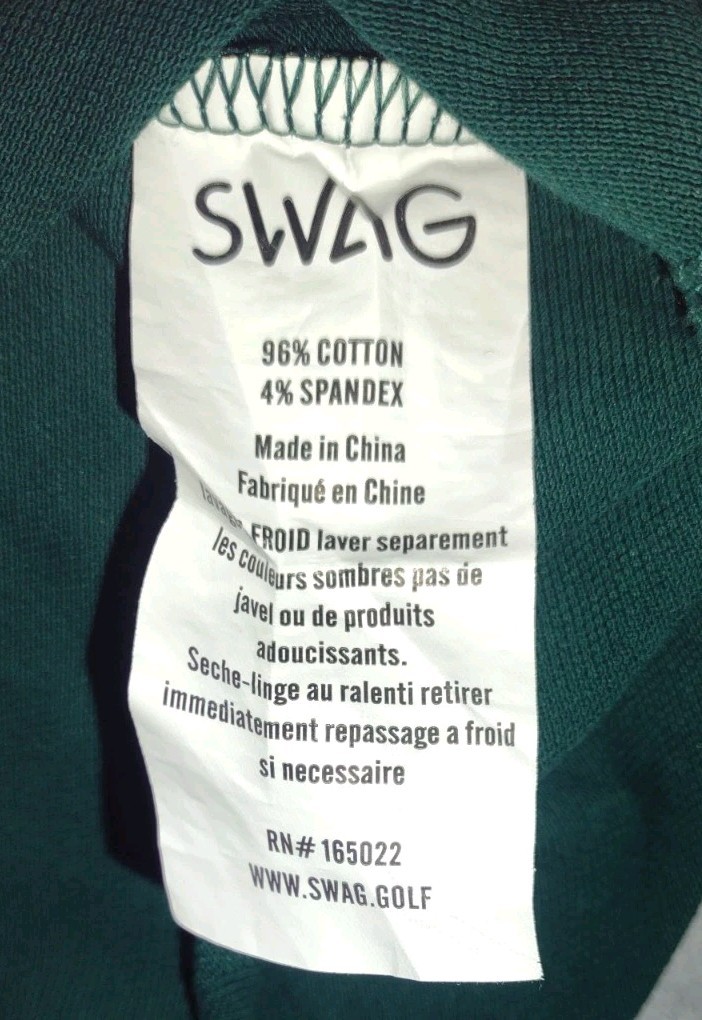 SWAG
96% COTTON
4% SPANDEX
Made in China
Fabriqué en Chine
lavage FROID laver separement
les couleurs sombres pas de
javel ou de produits
adoucissants.
Seche-linge au ralenti retirer
immediatement repassage a froid
si necessaire
RN# 165022
WWW.SWAG.GOLF